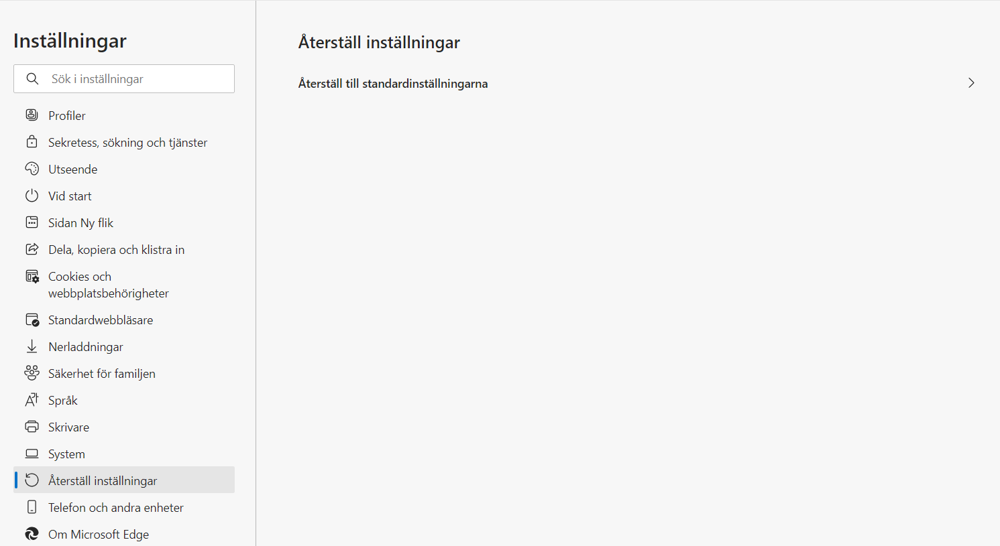 Inställningar
Sök i inställningar
Profiler
Sekretess, sökning och tjänster
Utseende
Vid start
Sidan Ny flik
Dela, kopiera och klistra in
Cookies och
webbplatsbehörigheter
Standardwebbläsare
Nerladdningar
Säkerhet för familjen
Språk
Skrivare
System
Återställ inställningar
Telefon och andra enheter
Om Microsoft Edge
Återställ inställningar
Återställ till standardinställningarna